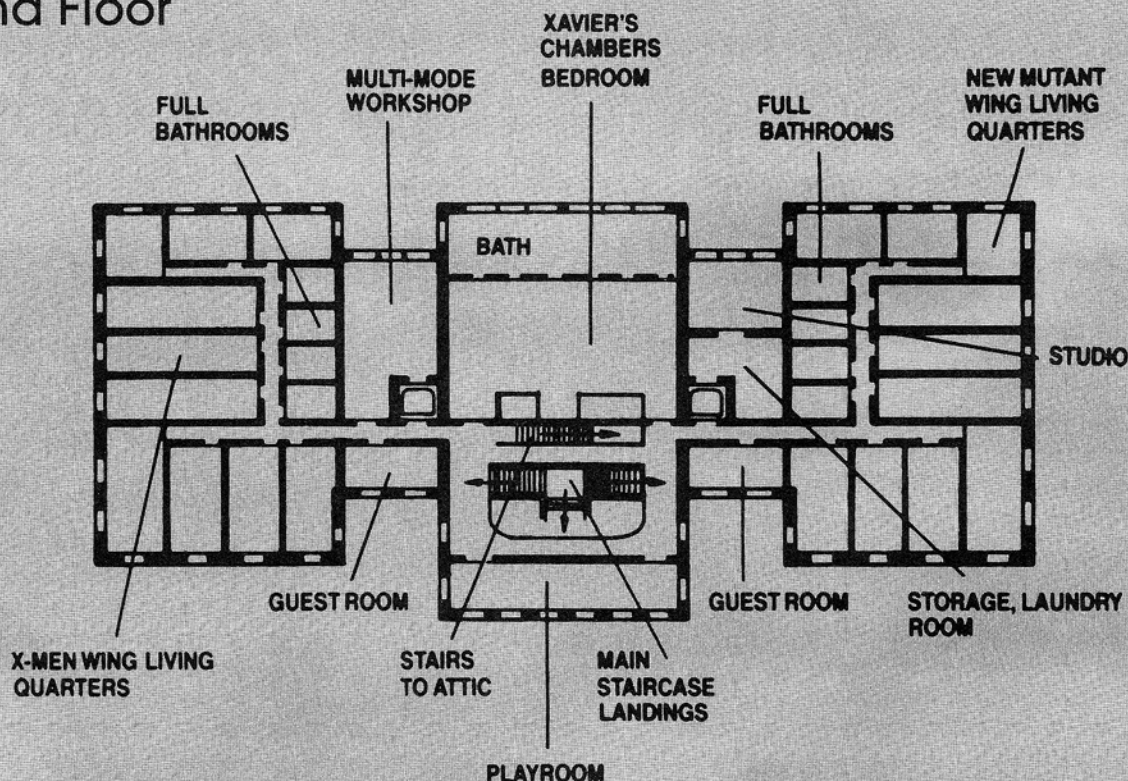 Floor
XAVIER'S
CHAMBERS
BEDROOM
MULTI-MODE
WORKSHOP
NEW MUTANT
WING LIVING
QUARTERS
FULL
BATHROOMS
FULL
BATHROOMS
BATH
STUDIO
GUEST ROOM
GUEST ROOM
STORAGE, LAUNDRY
ROOM
X-MEN WING LIVING
QUARTERS
STAIRS
TO ATTIC
MAIN
STAIRCASE
LANDINGS
PLAYROOM